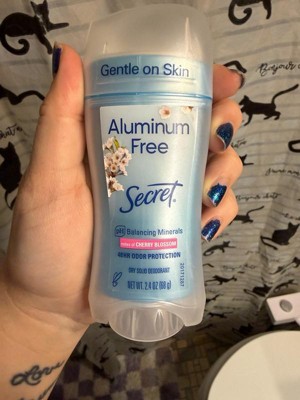 Gentle on Skin
Aluminum
Free
Secret
pH Balancing Minerals
CHERRY BLOSSOM
48HR ODOR PROTECTION
DRY SOLID DEODORANT
NET WT. 2.4 OZ (68 g)
Love